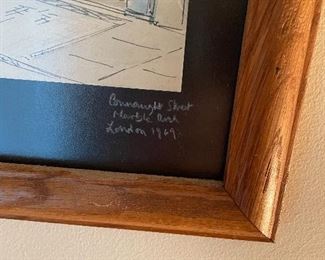 Connaught Street
Marble Arch
London 1969.